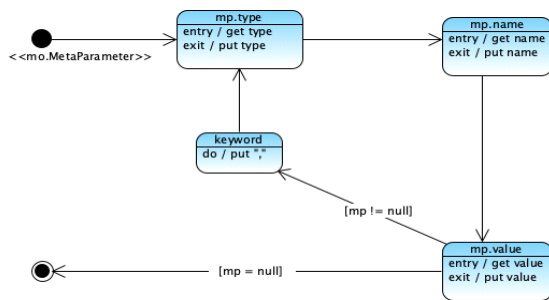 mp.type
entry / get type
exit / put type
<<mo.MetaParameter>>
mp.name
entry / get name
exit / put name
keyword
do / put ","
[mp != null]
mp.value
entry / get value
exit / put value
[mp = null]